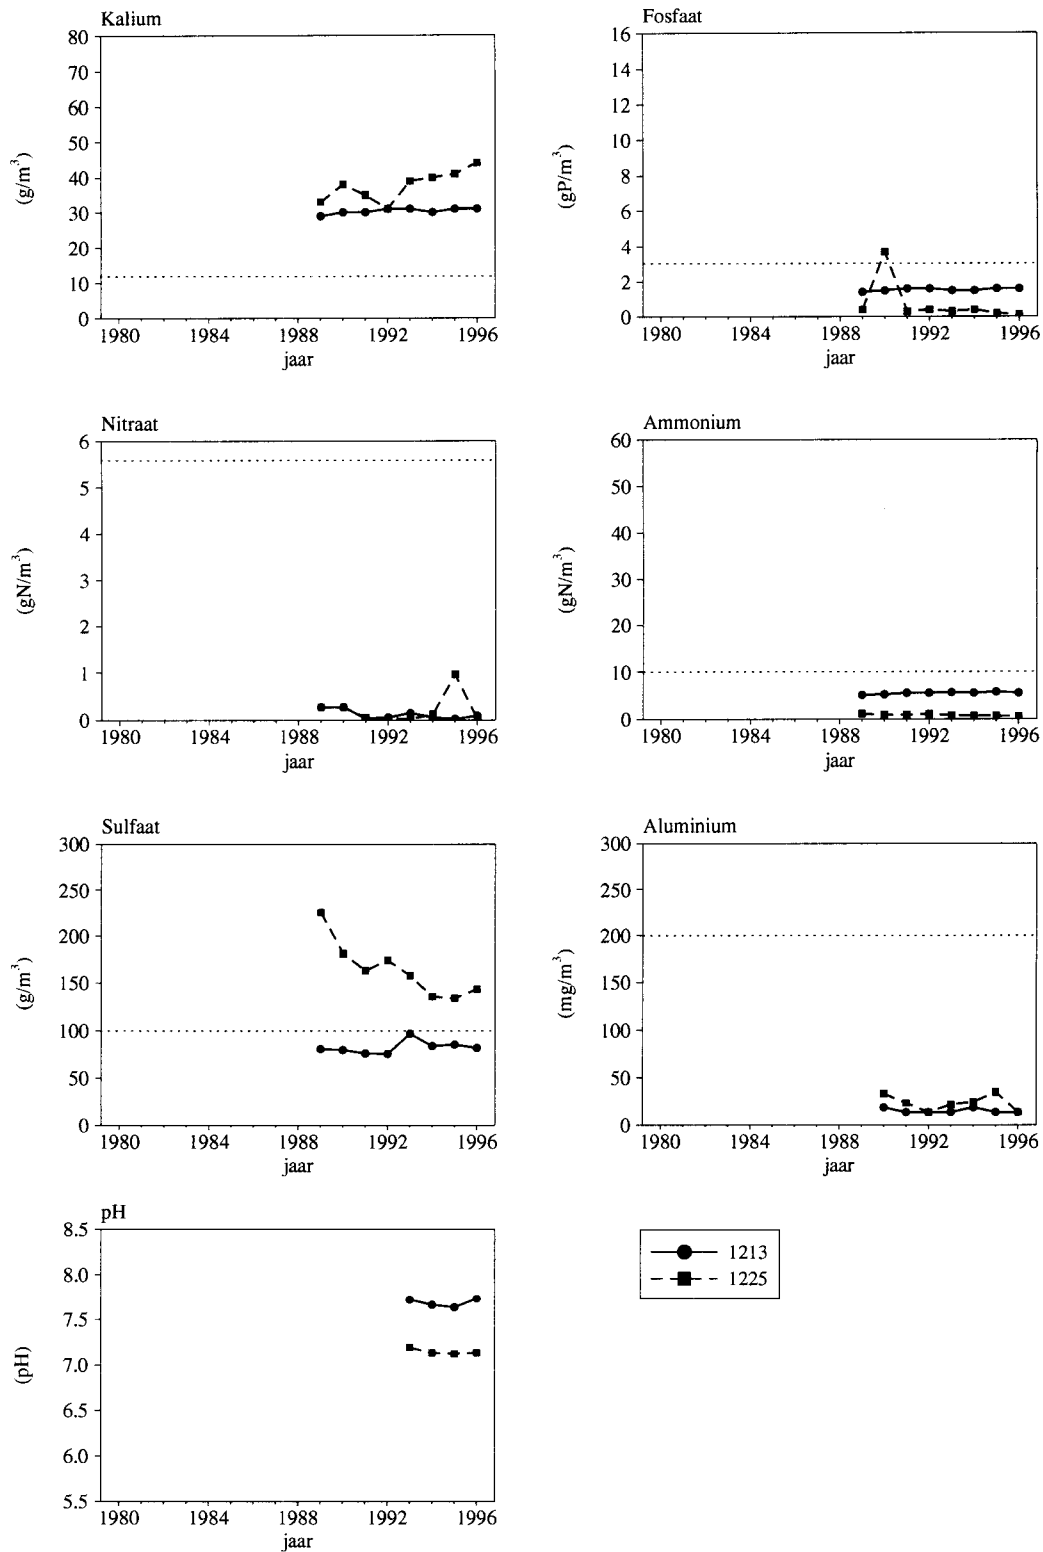 Kalium
80
70
60
50
40
30
20
10
0
(g/m³)
1980 1984 1988 1992 1996
jaar
Fosfaat
16
14
12
10
8
6
4
2
0
(gP/m³)
1980 1984 1988 1992 1996
jaar
Nitraat
6
5
4
3
2
1
0
(gN/m³)
1980 1984 1988 1992 1996
jaar
Ammonium
60
50
40
30
20
10
0
(gN/m³)
1980 1984 1988 1992 1996
jaar
Sulfaat
300
250
200
150
100
50
0
(g/m³)
1980 1984 1988 1992 1996
jaar
Aluminium
300
250
200
150
100
50
0
(mg/m³)
1980 1984 1988 1992 1996
jaar
pH
8.5
8.0
7.5
7.0
6.5
6.0
5.5
(pH)
1980 1984 1988 1992 1996
jaar
1213
1225